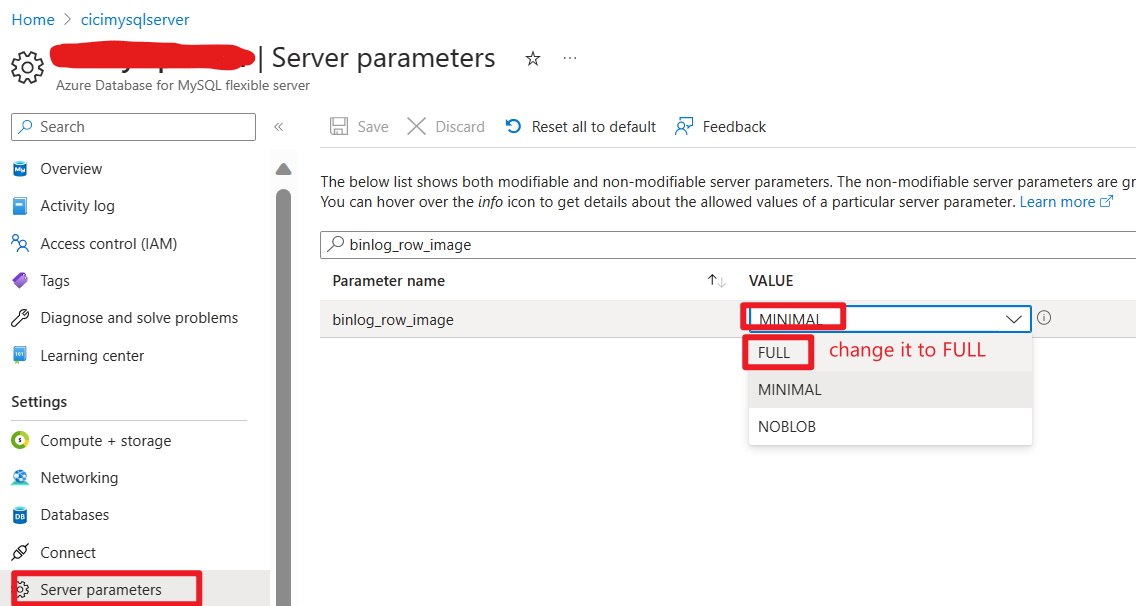 Home > cicimysqlserver
| Server parameters
Azure Database for MySQL flexible server
Search
Save
Discard
Reset all to default
Feedback
Overview
Activity log
Access control (IAM)
Tags
Diagnose and solve problems
Learning center
Settings
Compute + storage
Networking
Databases
Connect
Server parameters
The below list shows both modifiable and non-modifiable server parameters. The non-modifiable server parameters are
You can hover over the info icon to get details about the allowed values of a particular server parameter. Learn more
binlog_row_image
Parameter name
VALUE
binlog_row_image
MINIMAL
FULL
change it to FULL
MINIMAL
NOBLOB